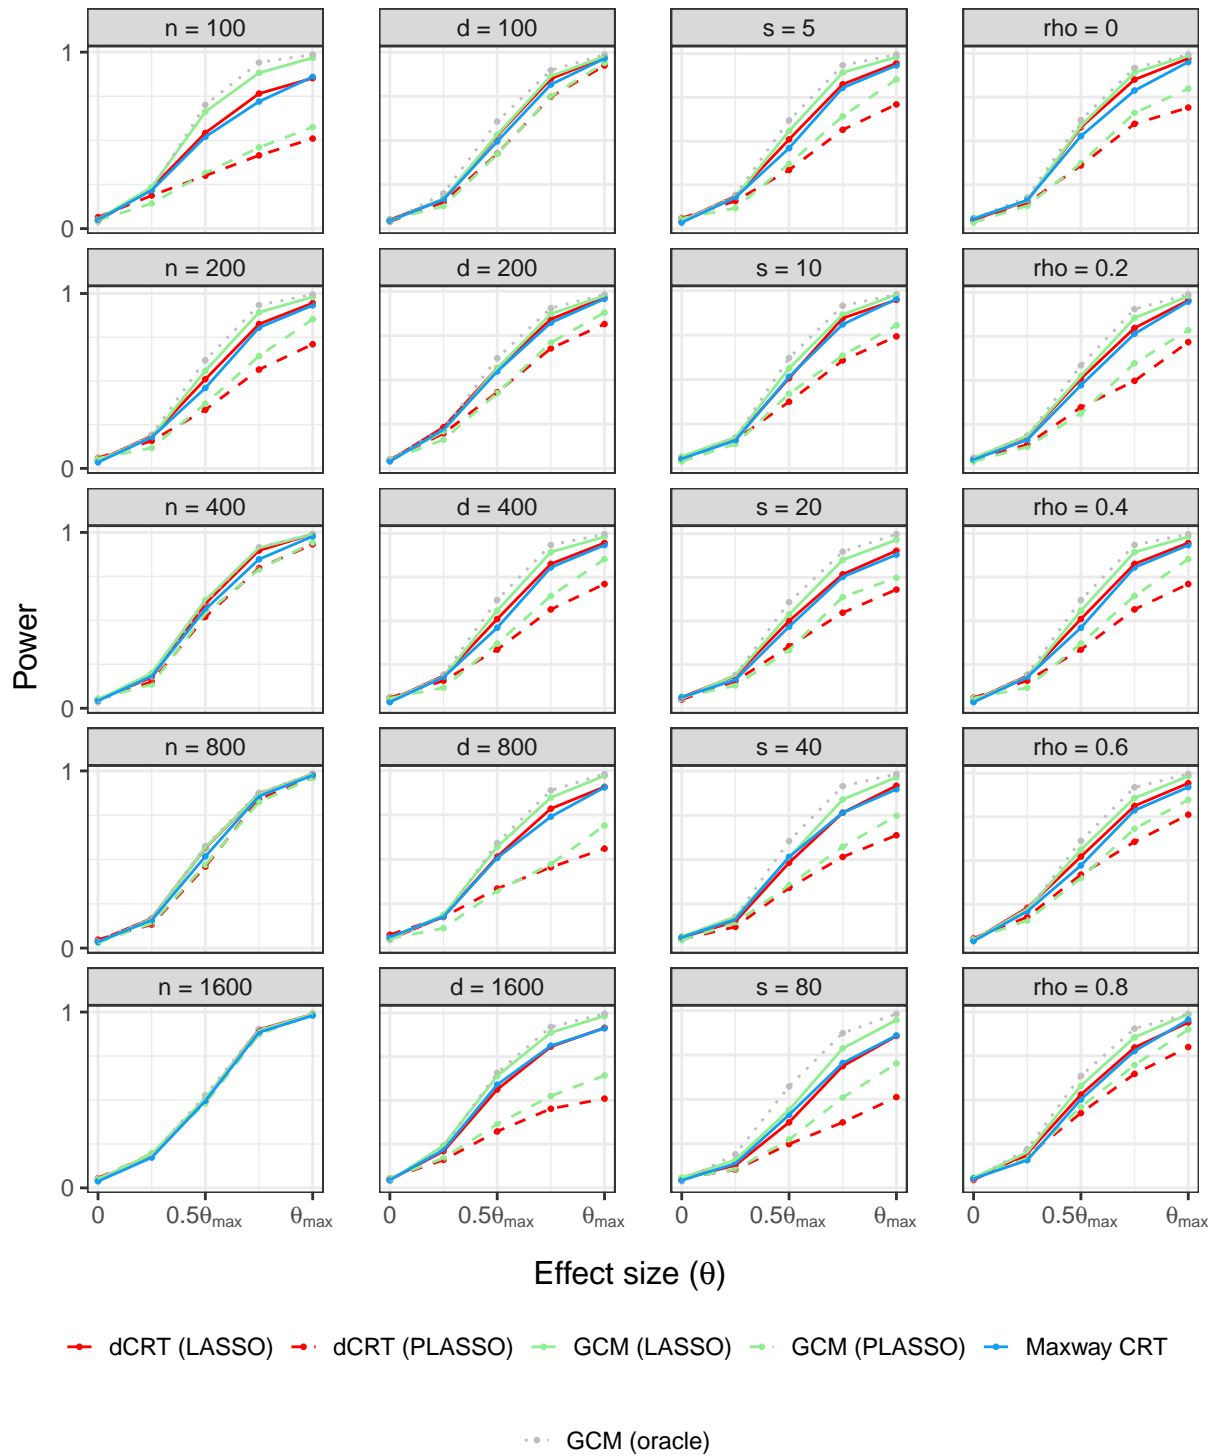 n = 100 d = 100 s = 5 rho = 0
1
0
n = 200 d = 200 s = 10 rho = 0.2
1
0
n = 400 d = 400 s = 20 rho = 0.4
1
0
n = 800 d = 800 s = 40 rho = 0.6
1
0
n = 1600 d = 1600 s = 80 rho = 0.8
1
0
Power
0 0.5θmax θmax 0 0.5θmax θmax 0 0.5θmax θmax 0 0.5θmax θmax
Effect size (θ)
dCRT (LASSO) dCRT (PLASSO) GCM (LASSO) GCM (PLASSO) Maxway CRT
GCM (oracle)